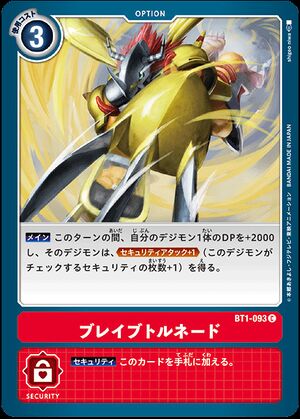 OPTION
使用コスト
3
shigoo niwa
BANDAI MADE IN JAPAN
メイン このターンの間、自分のデジモン1体のDPを+2000
し、そのデジモンは、セキュリティアタック+1 (このデジモンが
チェックするセキュリティの枚数+1) を得る。
BT1-093 C
ブレイブトルネード
セキュリティ このカードを手札に加える。
SECURITY